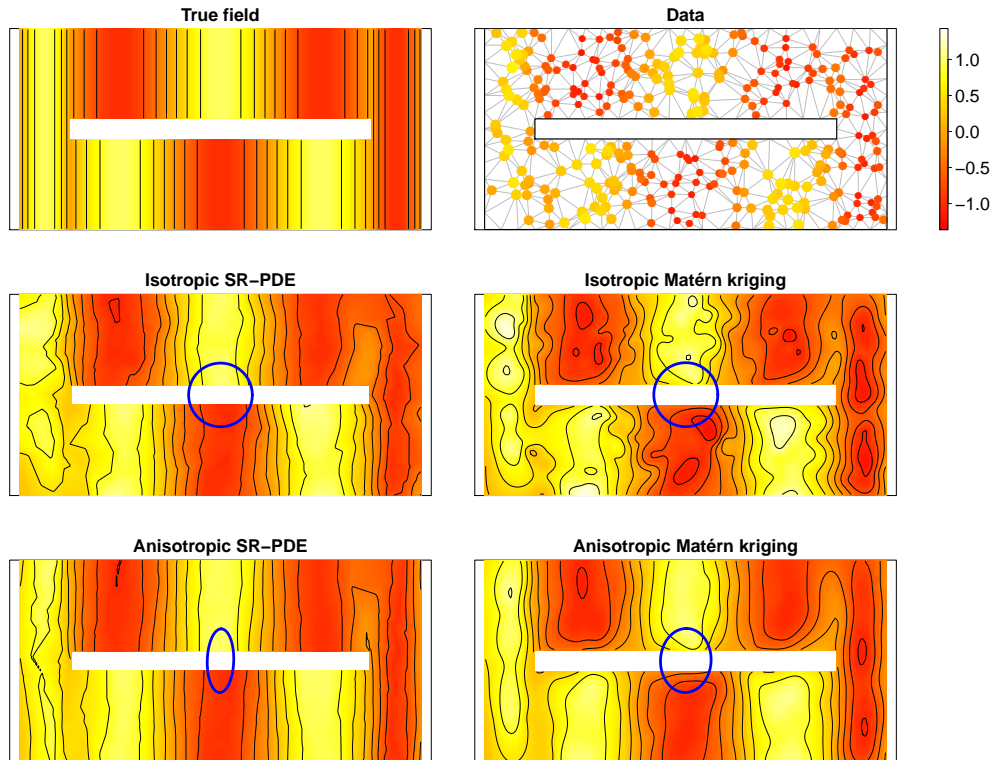 True field
Data
1.0
0.5
0.0
−0.5
−1.0
Isotropic SR−PDE
Isotropic Matérn kriging
Anisotropic SR−PDE
Anisotropic Matérn kriging